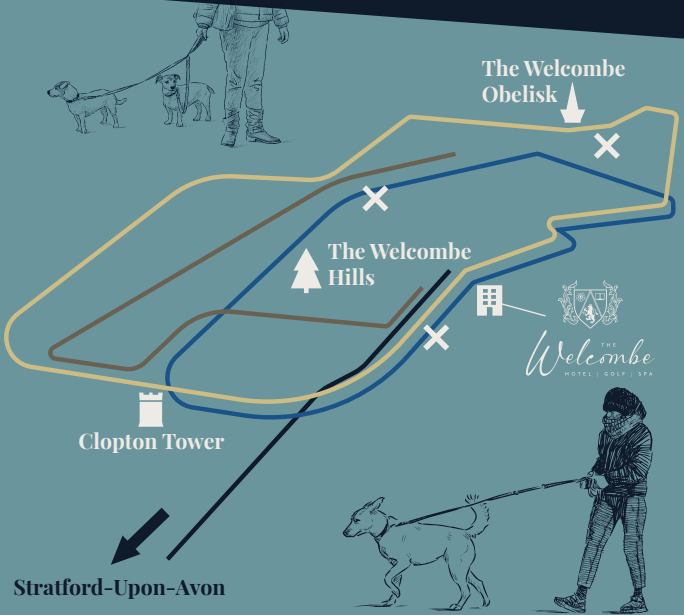 The Welcombe
Obelisk
The Welcombe
Hills
THE
Welcombe
HOTEL | GOLF | SPA
Clopton Tower
Stratford-Upon-Avon